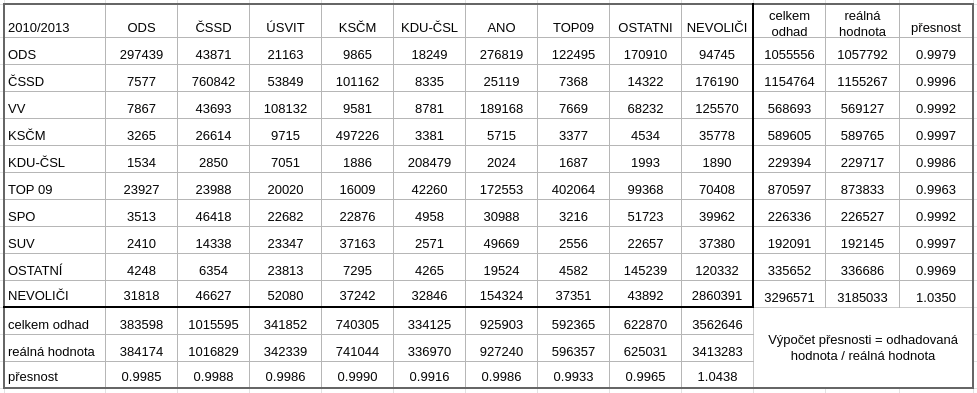 2010/2013 ODS ČSSD ÚSVIT KSČM KDU-ČSL ANO TOP09 OSTATNI NEVOLIČI celkem odhad reálná hodnota přesnost
ODS 297439 43871 21163 9865 18249 276819 122495 170910 94745 1055556 1057792 0.9979
ČSSD 7577 760842 53849 101162 8335 25119 7368 14322 176190 1154764 1155267 0.9996
VV 7867 43693 108132 9581 8781 189168 7669 68232 125570 568693 569127 0.9992
KSČM 3265 26614 9715 497226 3381 5715 3377 4534 35778 589605 589765 0.9997
KDU-ČSL 1534 2850 7051 1886 208479 2024 1687 1993 1890 229394 229717 0.9986
TOP 09 23927 23988 20020 16009 42260 172553 402064 99368 70408 870597 873833 0.9963
SPO 3513 46418 22682 22876 4958 30988 3216 51723 39962 226336 226527 0.9992
SUV 2410 14338 23347 37163 2571 49669 2556 22657 37380 192091 192145 0.9997
OSTATNÍ 4248 6354 23813 7295 4265 19524 4582 145239 120332 335652 336686 0.9969
NEVOLIČI 31818 46627 52080 37242 32846 154324 37351 43892 2860391 3296571 3185033 1.0350
celkem odhad 383598 1015595 341852 740305 334125 925903 592365 622870 3562646
reálná hodnota 384174 1016829 342339 741044 336970 927240 596357 625031 3413283
přesnost 0.9985 0.9988 0.9986 0.9990 0.9916 0.9986 0.9933 0.9965 1.0438
Výpočet přesnosti = odhadovaná
hodnota / reálná hodnota